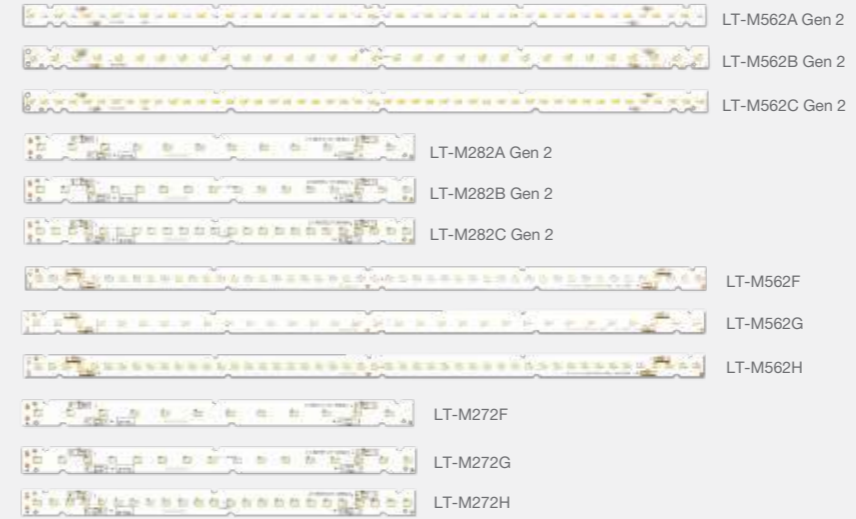 LT-M562A Gen 2
LT-M562B Gen 2
LT-M562C Gen 2
LT-M282A Gen 2
LT-M282B Gen 2
LT-M282C Gen 2
LT-M562F
LT-M562G
LT-M562H
LT-M272F
LT-M272G
LT-M272H